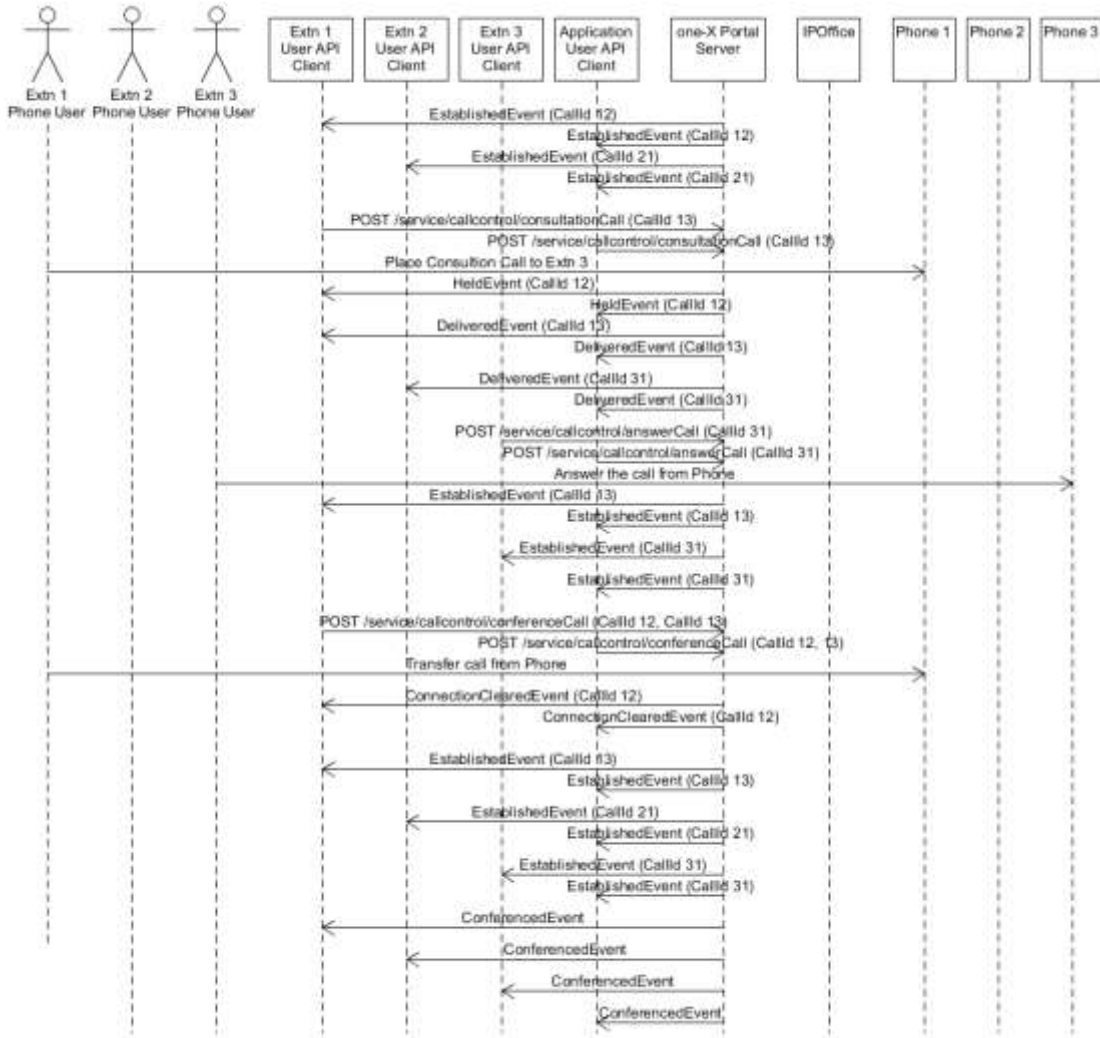 Extn 1
User API
Client
Extn 2
User API
Client
Extn 3
User API
Client
Application
User API
Client
one-X Portal
Server
IPOffice
Phone 1
Phone 2
Phone 3
Extn 1
Phone User
Extn 2
Phone User
Extn 3
Phone User
EstablishedEvent (CallId 12)
EstablishedEvent (CallId 12)
EstablishedEvent (CallId 21)
EstablishedEvent (CallId 21)
POST /service/callcontrol/consultationCall (CallId 13)
POST /service/callcontrol/consultationCall (CallId 13)
Place Consultion Call to Extn 3
HeldEvent (CallId 12)
HeldEvent (CallId 12)
DeliveredEvent (CallId 13)
DeliveredEvent (CallId 13)
DeliveredEvent (CallId 31)
DeliveredEvent (CallId 31)
POST /service/callcontrol/answerCall (CallId 31)
POST /service/callcontrol/answerCall (CallId 31)
Answer the call from Phone
EstablishedEvent (CallId 13)
EstablishedEvent (CallId 13)
EstablishedEvent (CallId 31)
EstablishedEvent (CallId 31)
POST /service/callcontrol/conferenceCall (CallId 12, CallId 13)
POST /service/callcontrol/conferenceCall (CallId 12, 13)
Transfer call from Phone
ConnectionClearedEvent (CallId 12)
ConnectionClearedEvent (CallId 12)
EstablishedEvent (CallId 13)
EstablishedEvent (CallId 13)
EstablishedEvent (CallId 21)
EstablishedEvent (CallId 21)
EstablishedEvent (CallId 31)
EstablishedEvent (CallId 31)
ConferencedEvent
ConferencedEvent
ConferencedEvent
ConferencedEvent